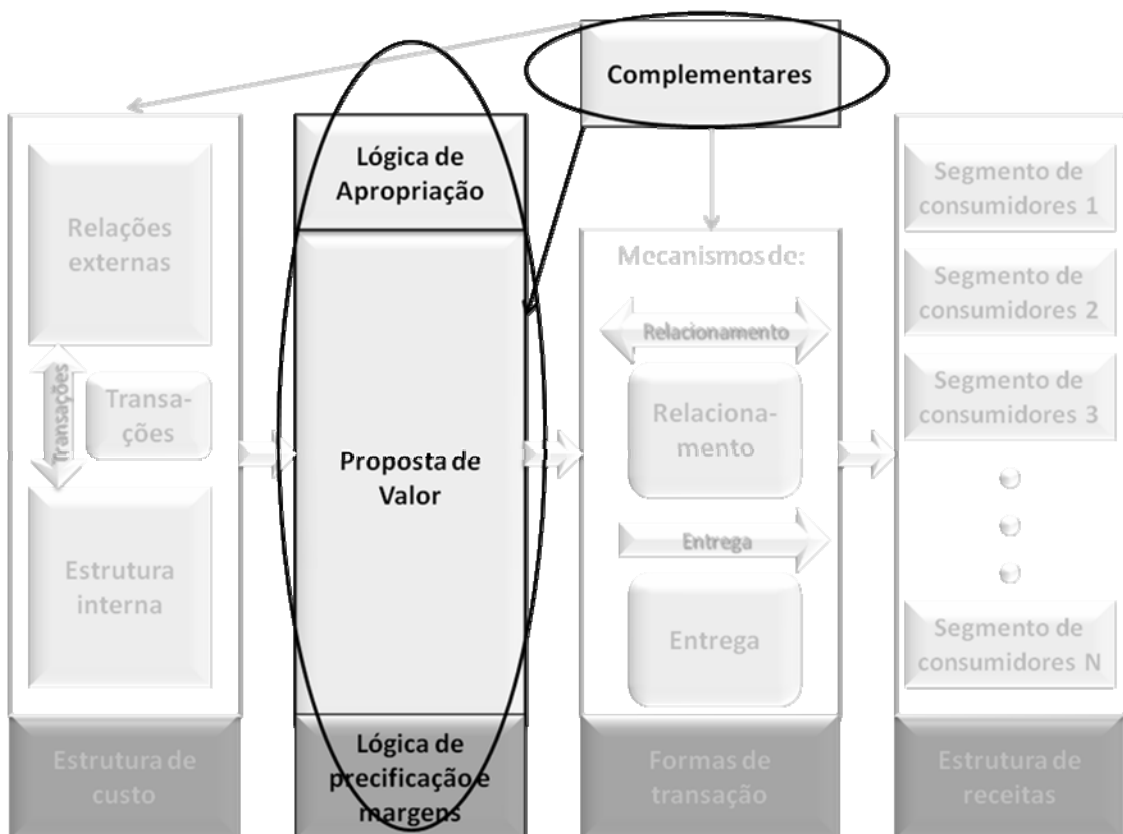 Complementares
Relações
externas
Transações
Transa-
ções
Estrutura
interna
Estrutura de
custo
Lógica de
Apropriação
Proposta de
Valor
Lógica de
precificação e
margens
Mecanismos de:
Relacionamento
Relaciona-
mento
Entrega
Entrega
Formas de
transação
Segmento de
consumidores 1
Segmento de
consumidores 2
Segmento de
consumidores 3
Segmento de
consumidores N
Estrutura de
receitas